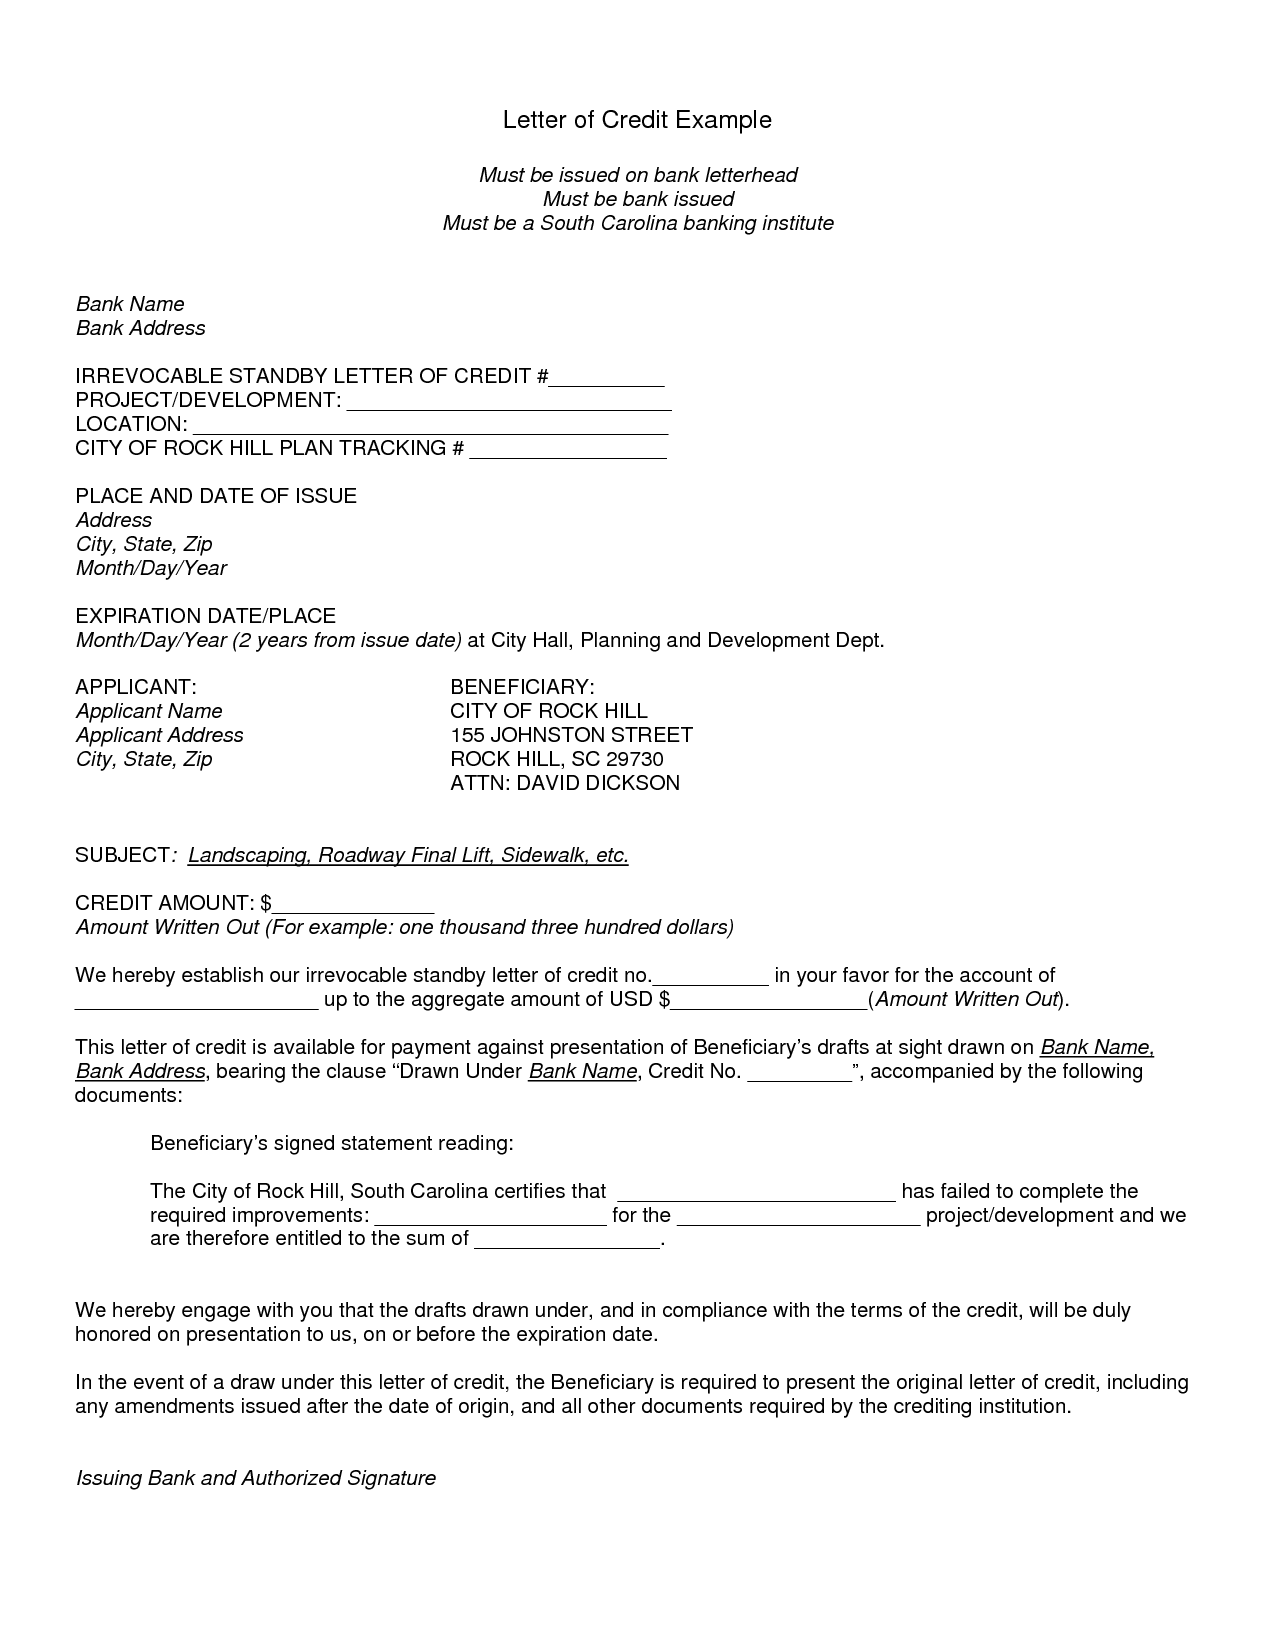 Letter of Credit Example
Must be issued on bank letterhead
Must be bank issued
Must be a South Carolina banking institute
Bank Name
Bank Address
IRREVOCABLE STANDBY LETTER OF CREDIT #__________
PROJECT/DEVELOPMENT: ____________________________
LOCATION: _________________________________________
CITY OF ROCK HILL PLAN TRACKING # _________________
PLACE AND DATE OF ISSUE
Address
City, State, Zip
Month/Day/Year
EXPIRATION DATE/PLACE
Month/Day/Year (2 years from issue date) at City Hall, Planning and Development Dept.
APPLICANT: BENEFICIARY:
Applicant Name CITY OF ROCK HILL
Applicant Address 155 JOHNSTON STREET
City, State, Zip ROCK HILL, SC 29730
ATTN: DAVID DICKSON
SUBJECT: Landscaping, Roadway Final Lift, Sidewalk, etc.
CREDIT AMOUNT: $______________
Amount Written Out (For example: one thousand three hundred dollars)
We hereby establish our irrevocable standby letter of credit no.__________ in your favor for the account of
_____________________ up to the aggregate amount of USD $_________________(Amount Written Out).
This letter of credit is available for payment against presentation of Beneficiary’s drafts at sight drawn on Bank Name,
Bank Address, bearing the clause “Drawn Under Bank Name, Credit No. _________”, accompanied by the following
documents:
Beneficiary’s signed statement reading:
The City of Rock Hill, South Carolina certifies that ________________________ has failed to complete the
required improvements: ____________________ for the _____________________ project/development and we
are therefore entitled to the sum of ________________.
We hereby engage with you that the drafts drawn under, and in compliance with the terms of the credit, will be duly
honored on presentation to us, on or before the expiration date.
In the event of a draw under this letter of credit, the Beneficiary is required to present the original letter of credit, including
any amendments issued after the date of origin, and all other documents required by the crediting institution.
Issuing Bank and Authorized Signature